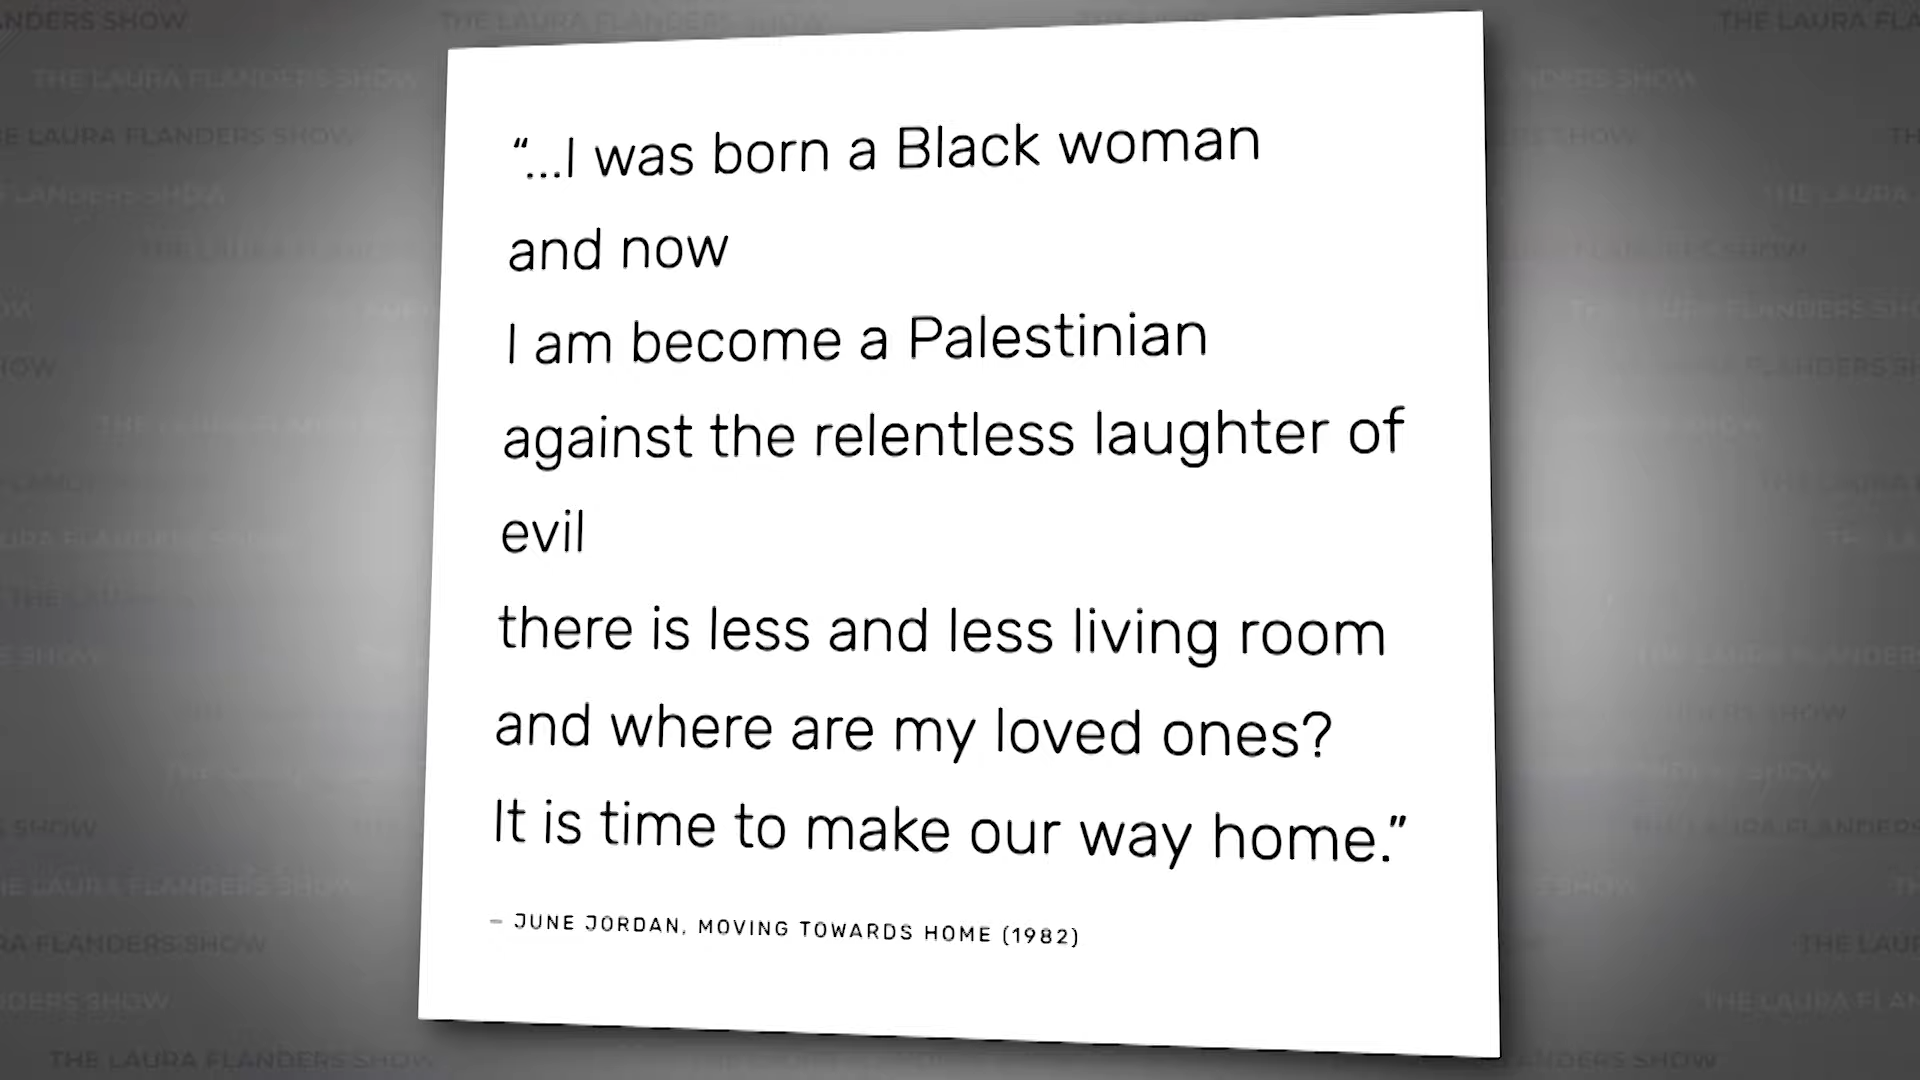 “...I was born a Black woman
and now
I am become a Palestinian
against the relentless laughter of
evil
there is less and less living room
and where are my loved ones?
It is time to make our way home.”
– JUNE JORDAN, MOVING TOWARDS HOME (1982)
THE LAURA FLANDERS SHOW